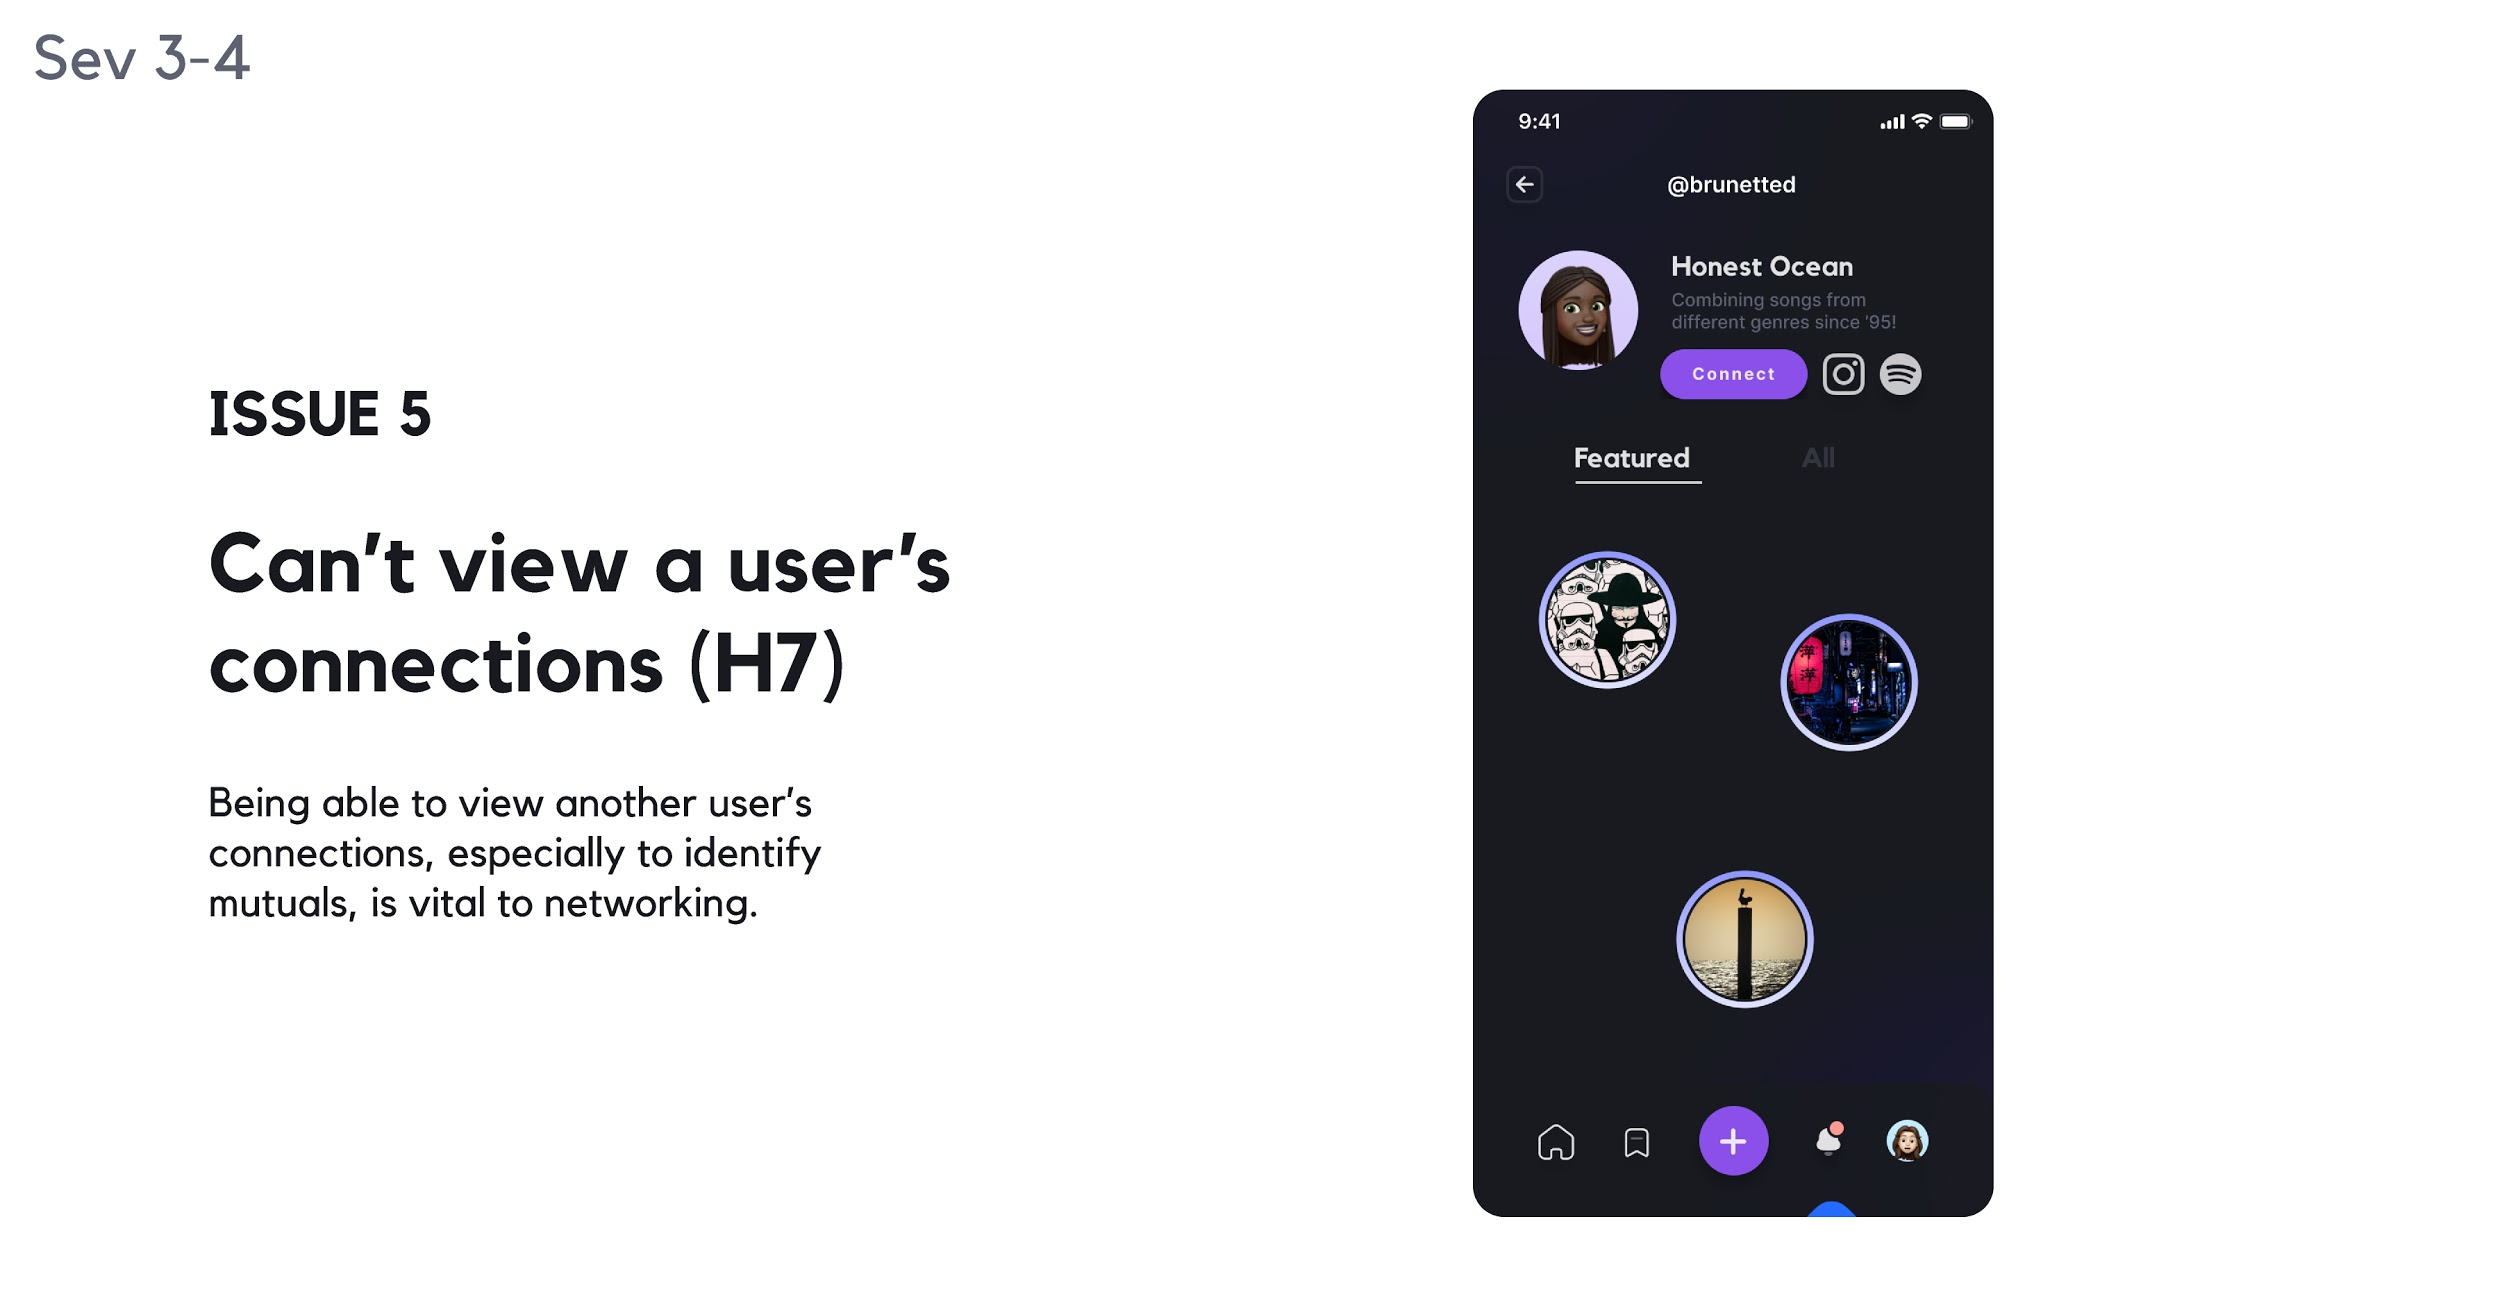 Sev 3-4
ISSUE 5
Can’t view a user’s
connections (H7)
Being able to view another user’s
connections, especially to identify
mutuals, is vital to networking.
9:41
@brunetted
Honest Ocean
Combining songs from
different genres since ’95!
Connect
Featured
All
洋
洋